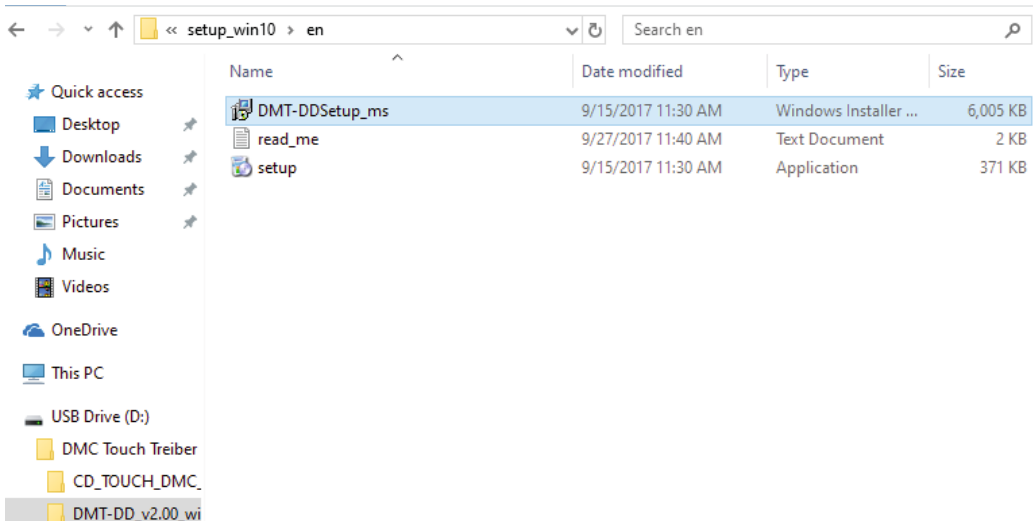 « setup_win10 > en
Search en
Name Date modified Type Size
Quick access
Desktop
Downloads
Documents
Pictures
Music
Videos
OneDrive
This PC
USB Drive (D:)
DMC Touch Treiber
CD_TOUCH_DMC_
DMT-DD_v2.00_wi
DMT-DDSetup_ms 9/15/2017 11:30 AM Windows Installer ... 6,005 KB
read_me 9/27/2017 11:40 AM Text Document 2 KB
setup 9/15/2017 11:30 AM Application 371 KB